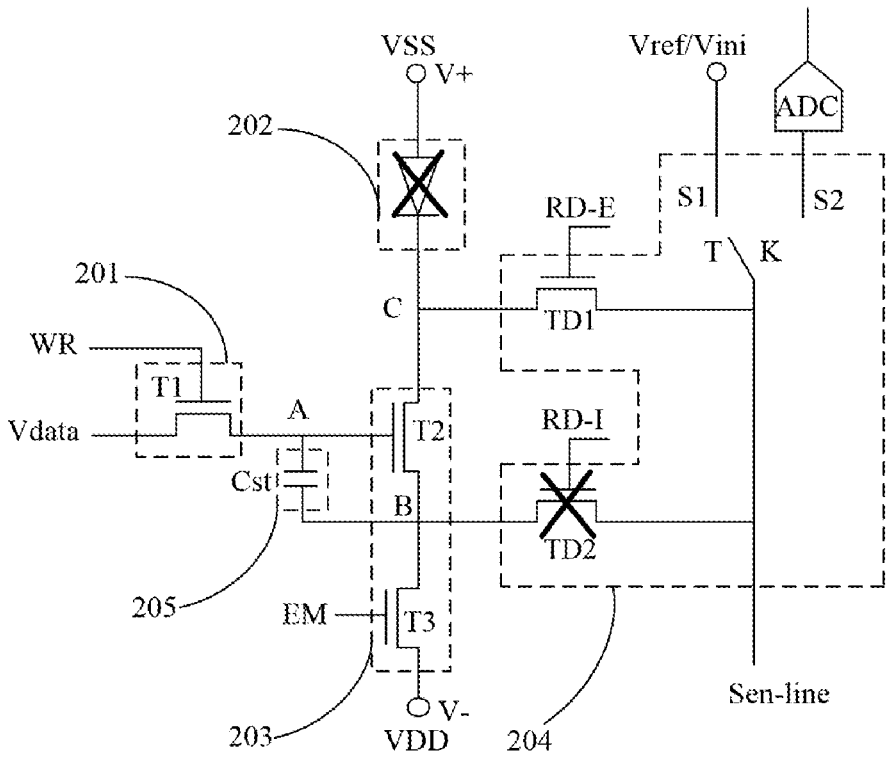 VSS
V+
Vref/Vini
ADC
202
S1
S2
RD-E
T
K
201
C
TD1
WR
T1
A
T2
RD-I
Vdata
Cst
B
TD2
205
EM
T3
V-
VDD
203
204
Sen-line